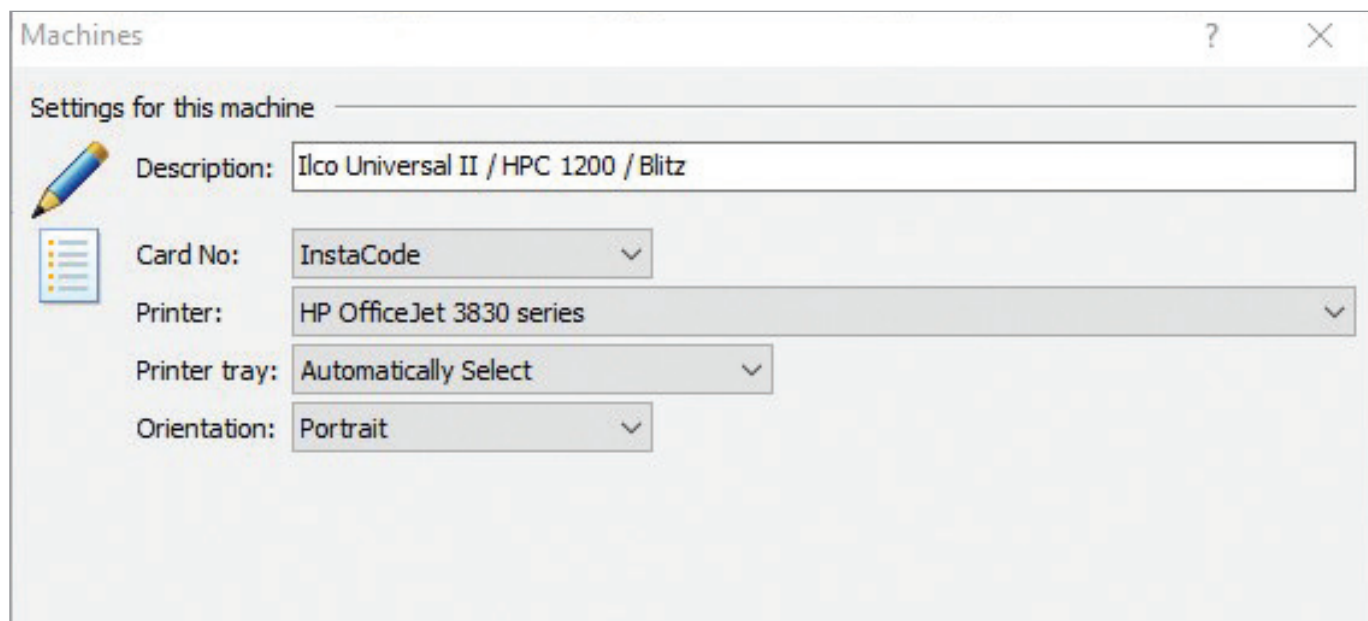 Machines ?
Settings for this machine
Description: Ilco Universal II / HPC 1200 / Blitz
Card No: InstaCode
Printer: HP OfficeJet 3830 series
Printer tray: Automatically Select
Orientation: Portrait